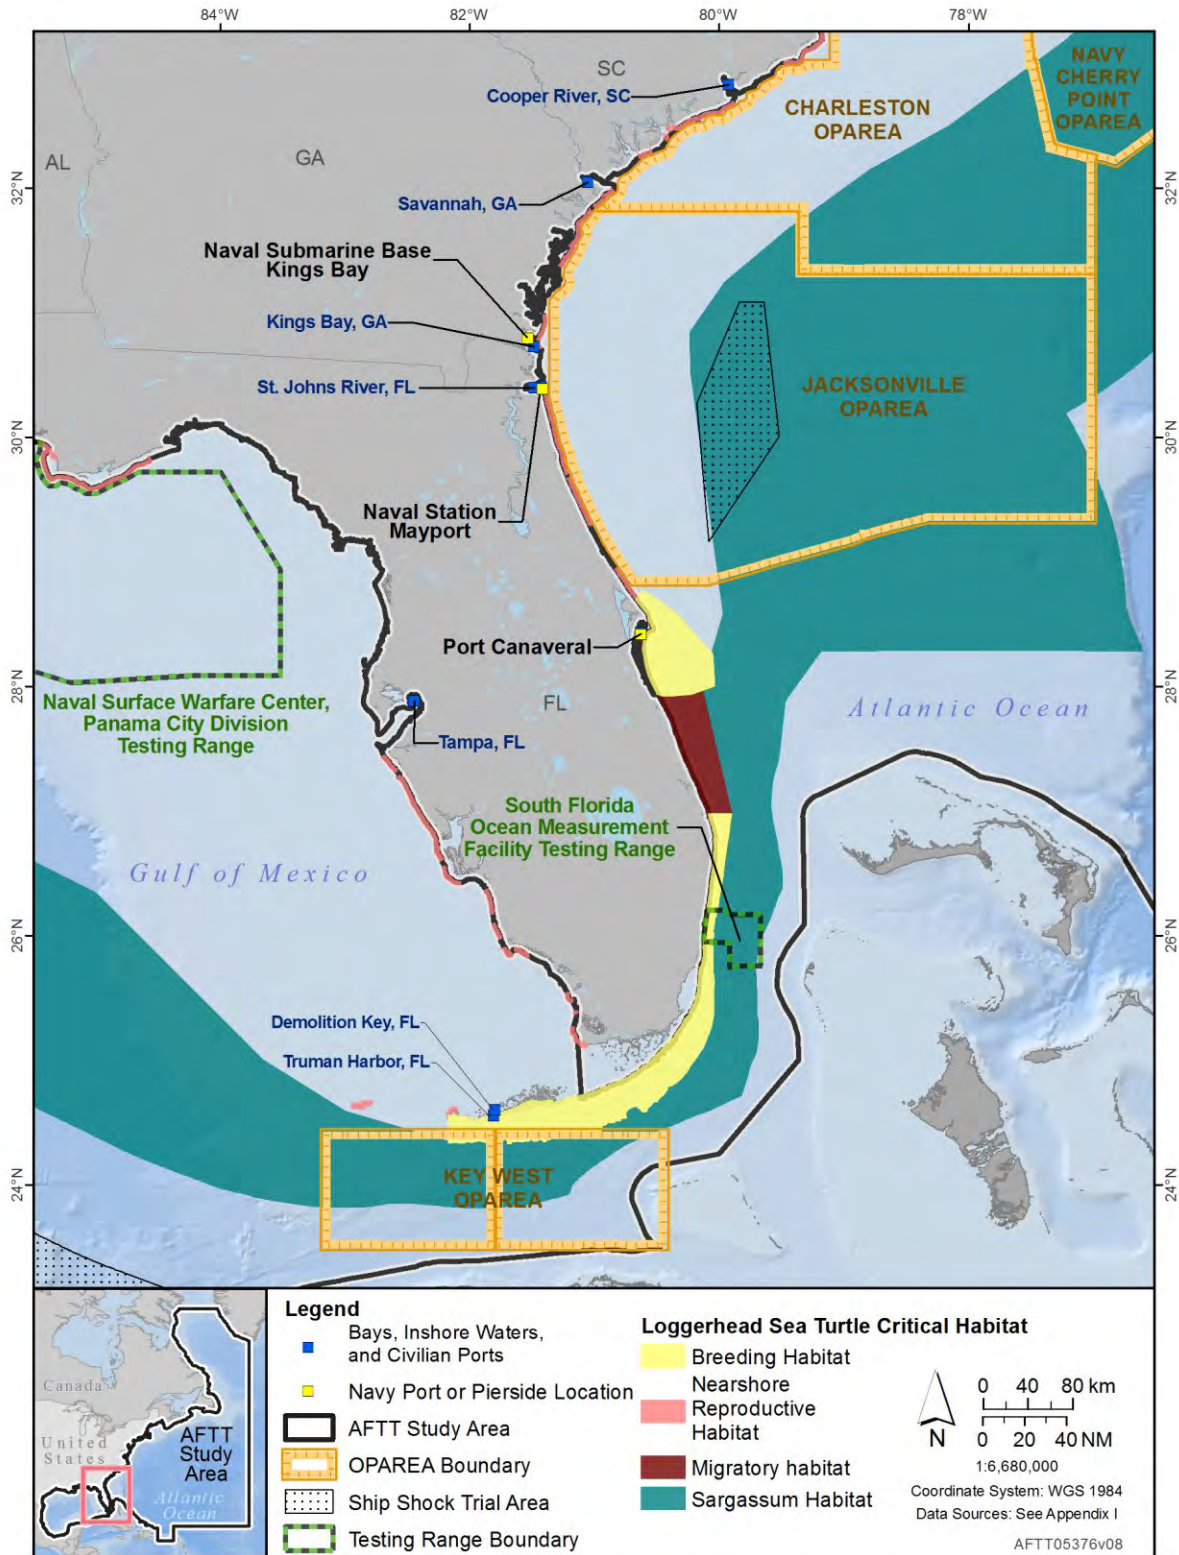 84°W
82°W
80°W
78°W
SC
Cooper River, SC
CHARLESTON
OPAREA
NAVY
CHERRY
POINT
OPAREA
AL
GA
32°N
32°N
Savannah, GA
Naval Submarine Base
Kings Bay
Kings Bay, GA
St. Johns River, FL
JACKSONVILLE
OPAREA
30°N
30°N
Naval Station
Mayport
Port Canaveral
28°N
28°N
Naval Surface Warfare Center,
Panama City Division
Testing Range
FL
Atlantic Ocean
Tampa, FL
South Florida
Ocean Measurement
Facility Testing Range
Gulf of Mexico
26°N
26°N
Demolition Key, FL
Truman Harbor, FL
KEY WEST
OPAREA
24°N
24°N
Canada
United
States
AFTT
Study
Area
Atlantic
Ocean
Legend
Bays, Inshore Waters,
and Civilian Ports
Navy Port or Pierside Location
AFTT Study Area
OPAREA Boundary
Ship Shock Trial Area
Testing Range Boundary
Loggerhead Sea Turtle Critical Habitat
Breeding Habitat
Nearshore
Reproductive
Habitat
Migratory habitat
Sargassum Habitat
N
0 40 80 km
0 20 40 NM
1:6,680,000
Coordinate System: WGS 1984
Data Sources: See Appendix I
AFTT05376v08